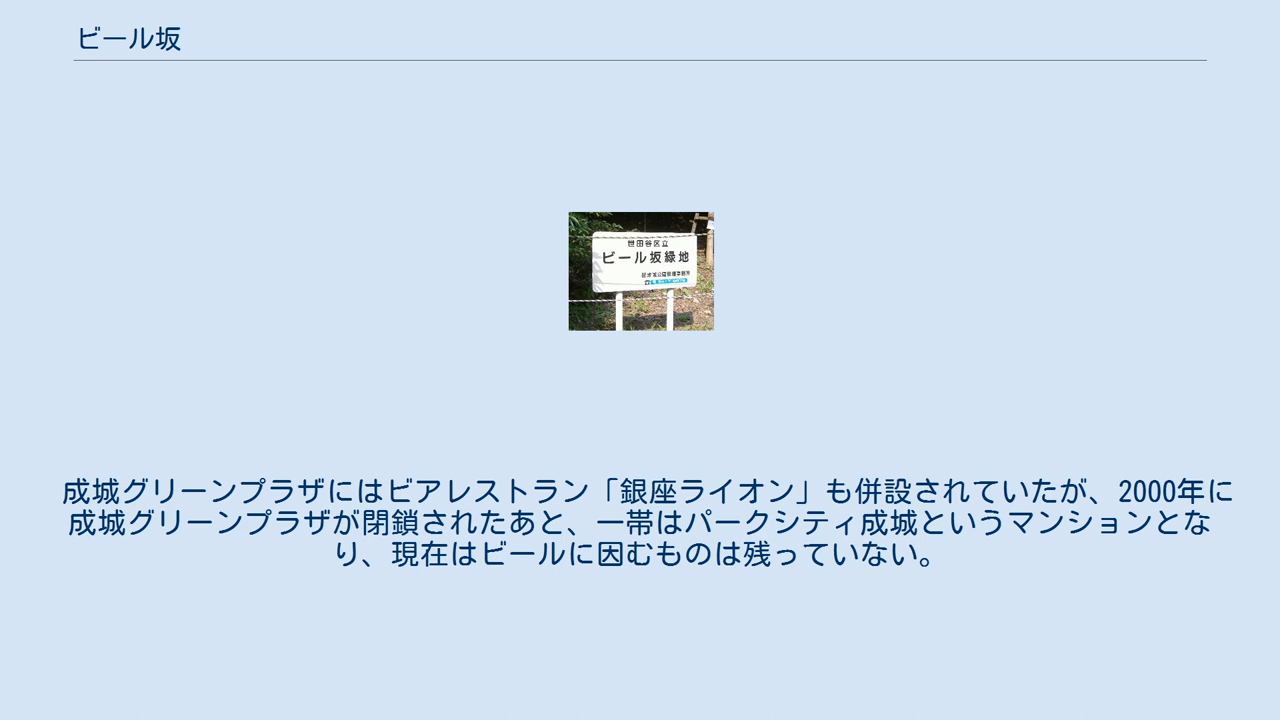 ビール坂
世田谷区立
ビール坂緑地
成城グリーンプラザにはビアレストラン「銀座ライオン」も併設されていたが、2000年に
成城グリーンプラザが閉鎖されたあと、一帯はパークシティ成城というマンションとな
り、現在はビールに因むものは残っていない。